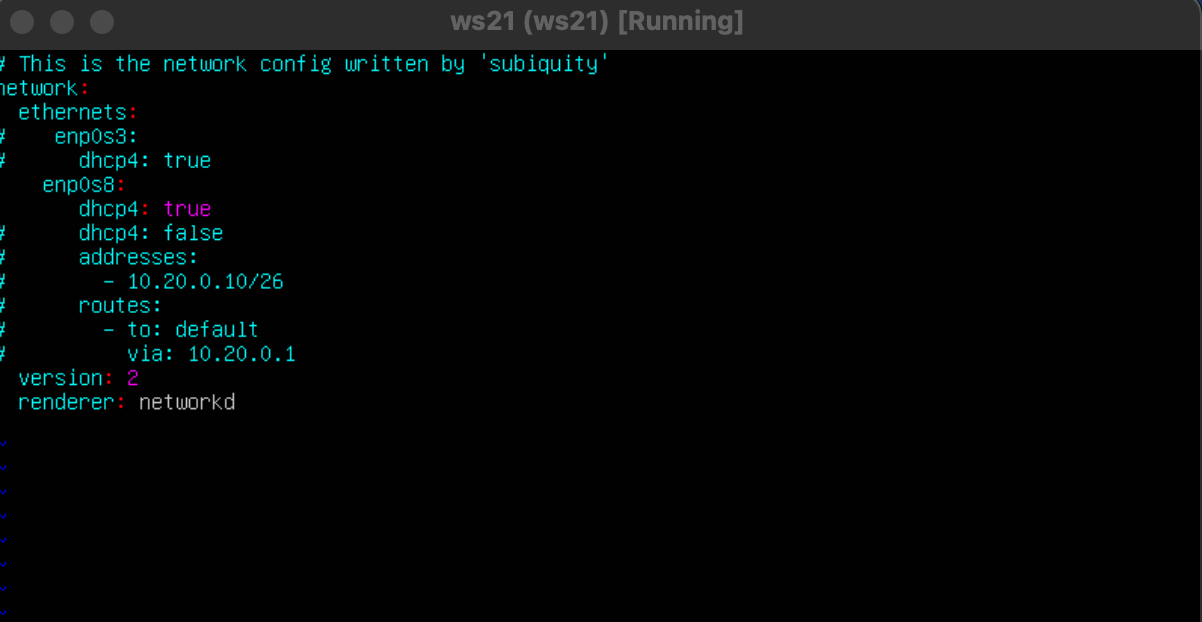 ws21 (ws21) [Running]
# This is the network config written by 'subiquity'
network:
  ethernets:
#    enp0s3:
#      dhcp4: true
    enp0s8:
       dhcp4: true
#      dhcp4: false
#      addresses:
#        - 10.20.0.10/26
#      routes:
#        - to: default
#          via: 10.20.0.1
  version: 2
  renderer: networkd
~
~
~
~
~
~
~
~